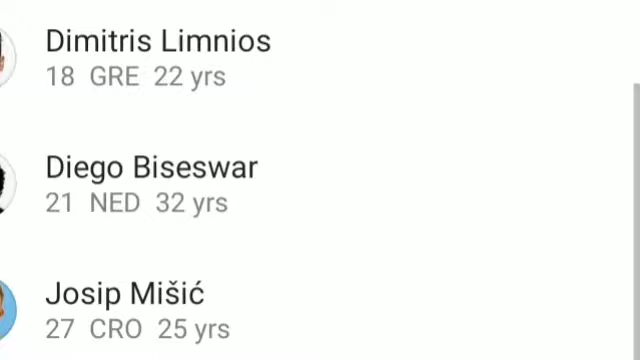 Dimitris Limnios
18 GRE 22 yrs
Diego Biseswar
21 NED 32 yrs
Josip Mišić
27 CRO 25 yrs